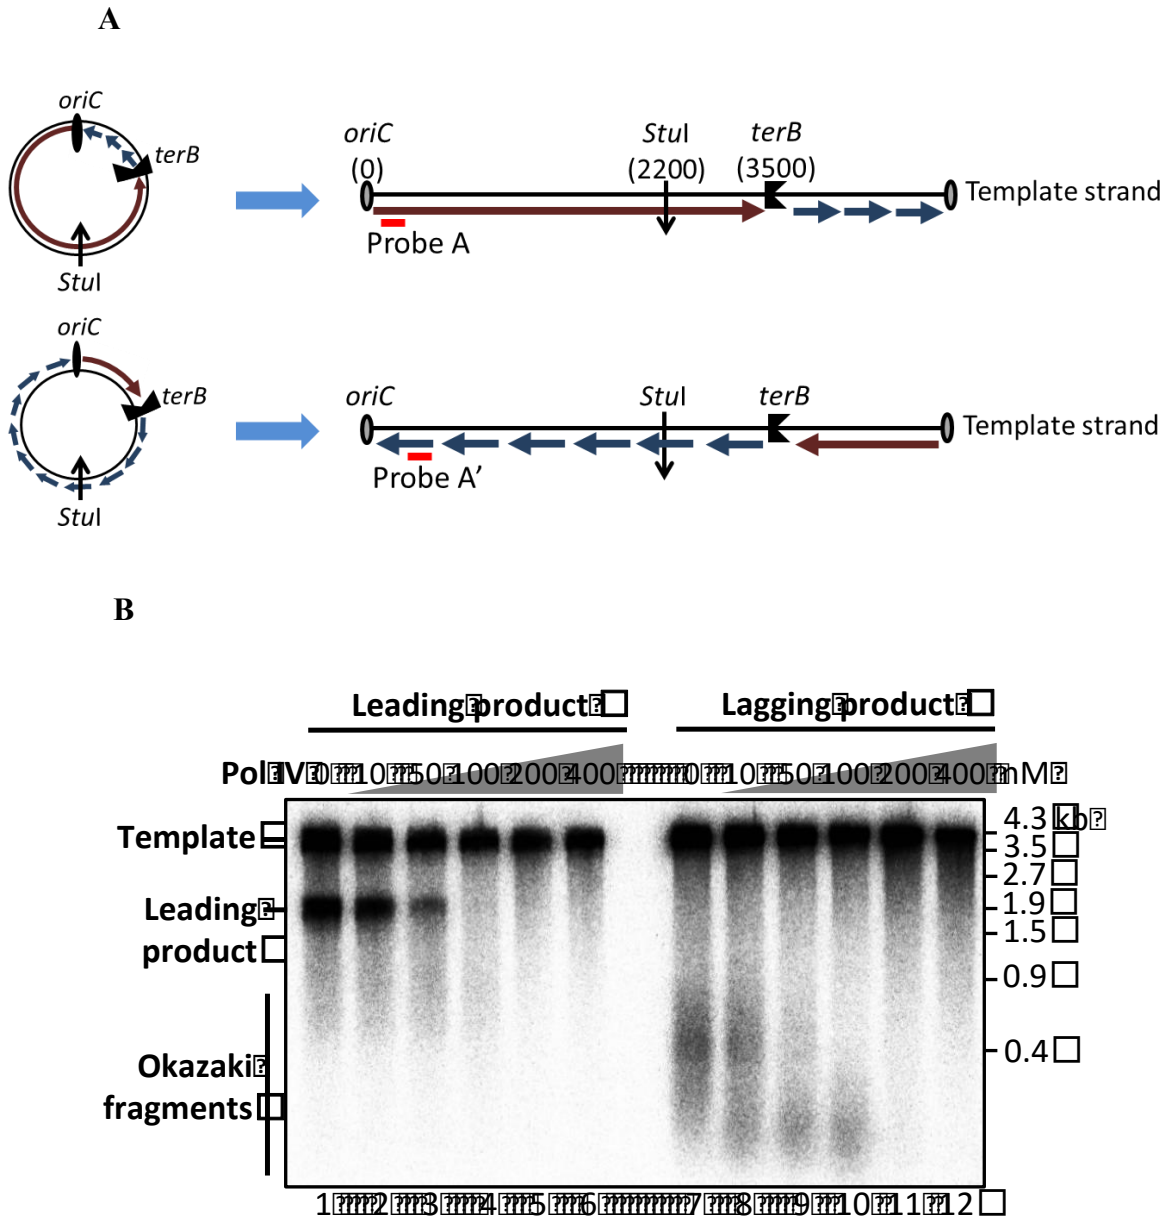 A
oriC
terB
StuI
oriC
(0)
StuI
(2200)
terB
(3500)
Template strand
Probe A
oriC
terB
StuI
oriC
StuI
terB
Template strand
Probe A'
B
Leading product
Lagging product
Pol IV 0 10 50 100 200 400 0 10 50 100 200 400 nM
Template
Leading
product
Okazaki
fragments
4.3 kb
3.5
2.7
1.9
1.5
0.9
0.4
1 2 3 4 5 6 7 8 9 10 11 12